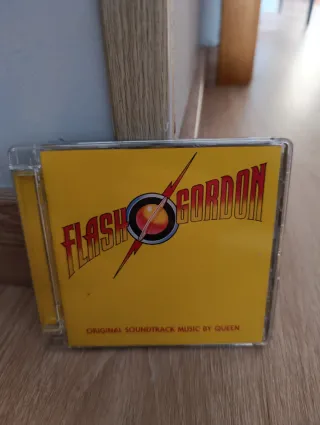 FLASH GORDON
ORIGINAL SOUNDTRACK MUSIC BY QUEEN